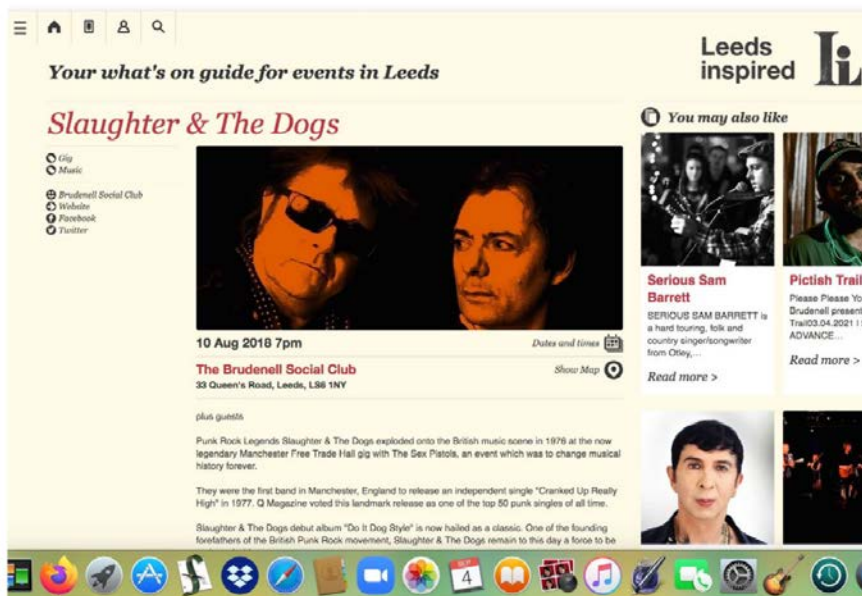 Your what's on guide for events in Leeds
Leeds
inspired
Slaughter & The Dogs
Gig
Music
Brudenell Social Club
Website
Facebook
Twitter
10 Aug 2018 7pm
Dates and times
The Brudenell Social Club
Show Map
33 Queen's Road, Leeds, LS6 1NY
plus guests
Punk Rock Legends Slaughter & The Dogs exploded onto the British music scene in 1976 at the now
legendary Manchester Free Trade Hall gig with The Sex Pistols, an event which was to change musical
history forever.
They were the first band in Manchester, England to release an independent single "Cranked Up Really
High" in 1977. Q Magazine voted this landmark release as one of the top 50 punk singles of all time.
Slaughter & The Dogs debut album "Do It Dog Style" is now hailed as a classic. One of the founding
forefathers of the British Punk Rock movement, Slaughter & The Dogs remain to this day a force to be
You may also like
Serious Sam
Barrett
SERIOUS SAM BARRETT is
a hard touring, folk and
country singer/songwriter
from Otley,...
Read more >
Pictish Trail
Please Please Yo
Brudenell present
Trail03.04.2021 |
ADVANCE...
Read more >
SEP
4